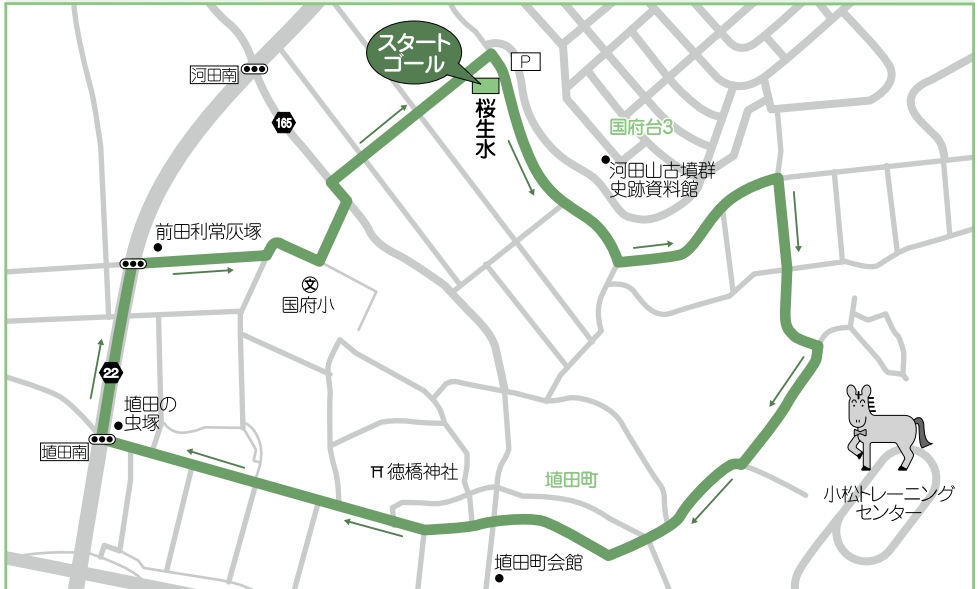 スタート
ゴール
P
河田南
165
桜生水
国府台3
河田山古墳群
史跡資料館
前田利常灰塚
文
国府小
22
埴田の
虫塚
埴田南
徳橋神社
埴田町
小松トレーニング
センター
埴田町会館